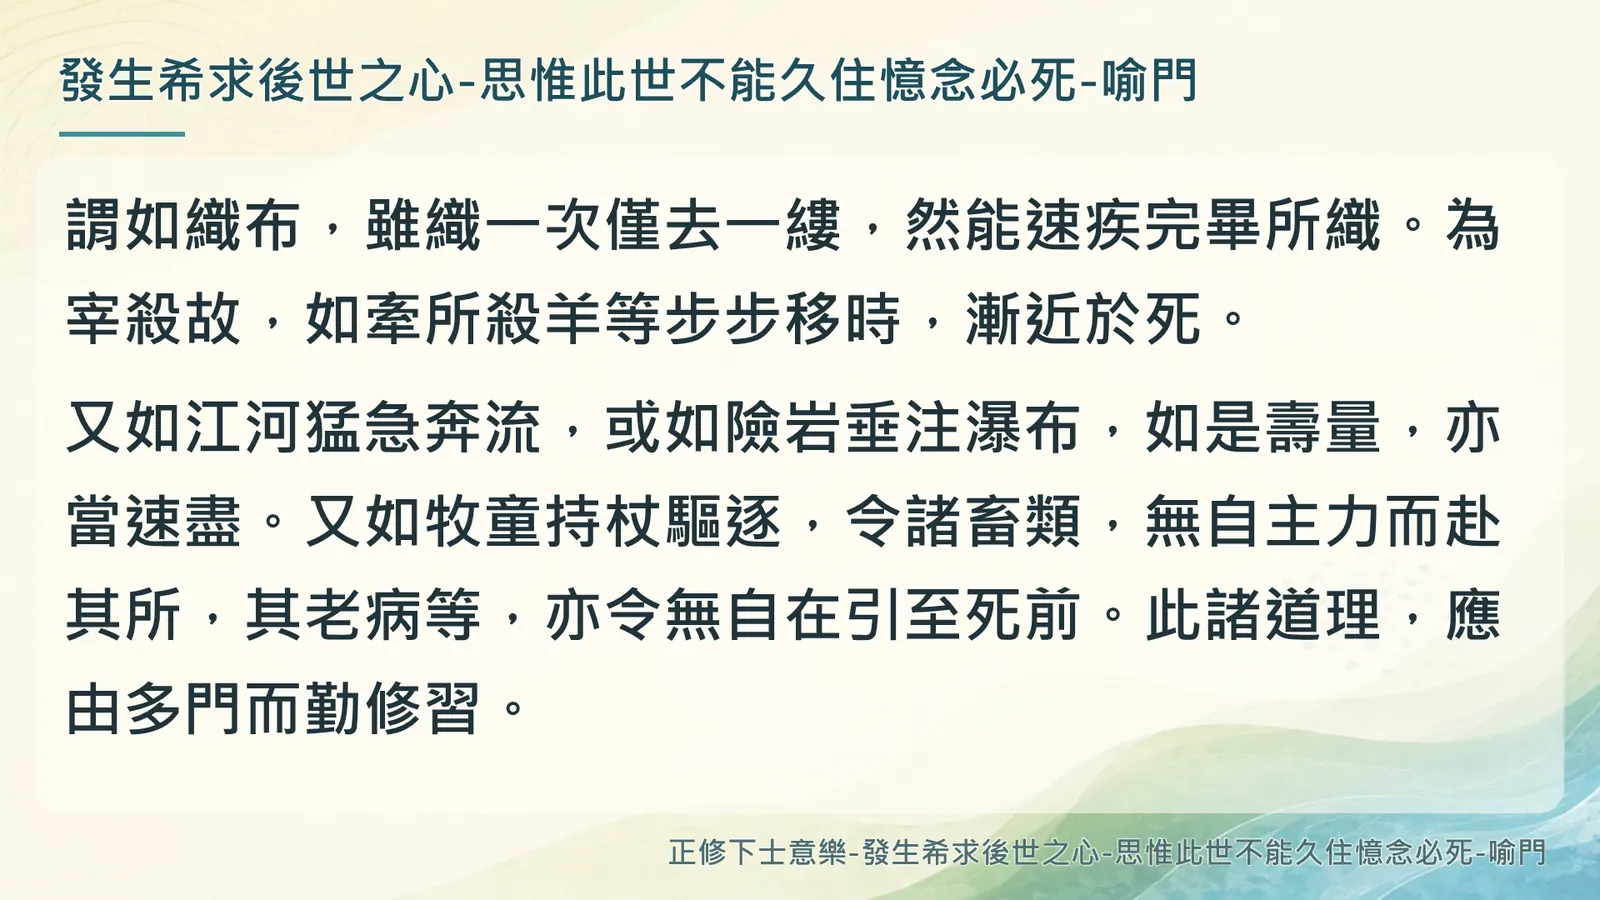 發生希求後世之心-思惟此世不能久住憶念必死-喻門
謂如織布，雖織一次僅去一縷，然能速疾完畢所織。為
宰殺故，如牽所殺羊等步步移時，漸近於死。
又如江河猛急奔流，或如險岩垂注瀑布，如是壽量，亦
當速盡。又如牧童持杖驅逐，令諸畜類，無自主力而赴
其所，其老病等，亦令無自在引至死前。此諸道理，應
由多門而勤修習。
正修下士意樂-發生希求後世之心-思惟此世不能久住憶念必死-喻門